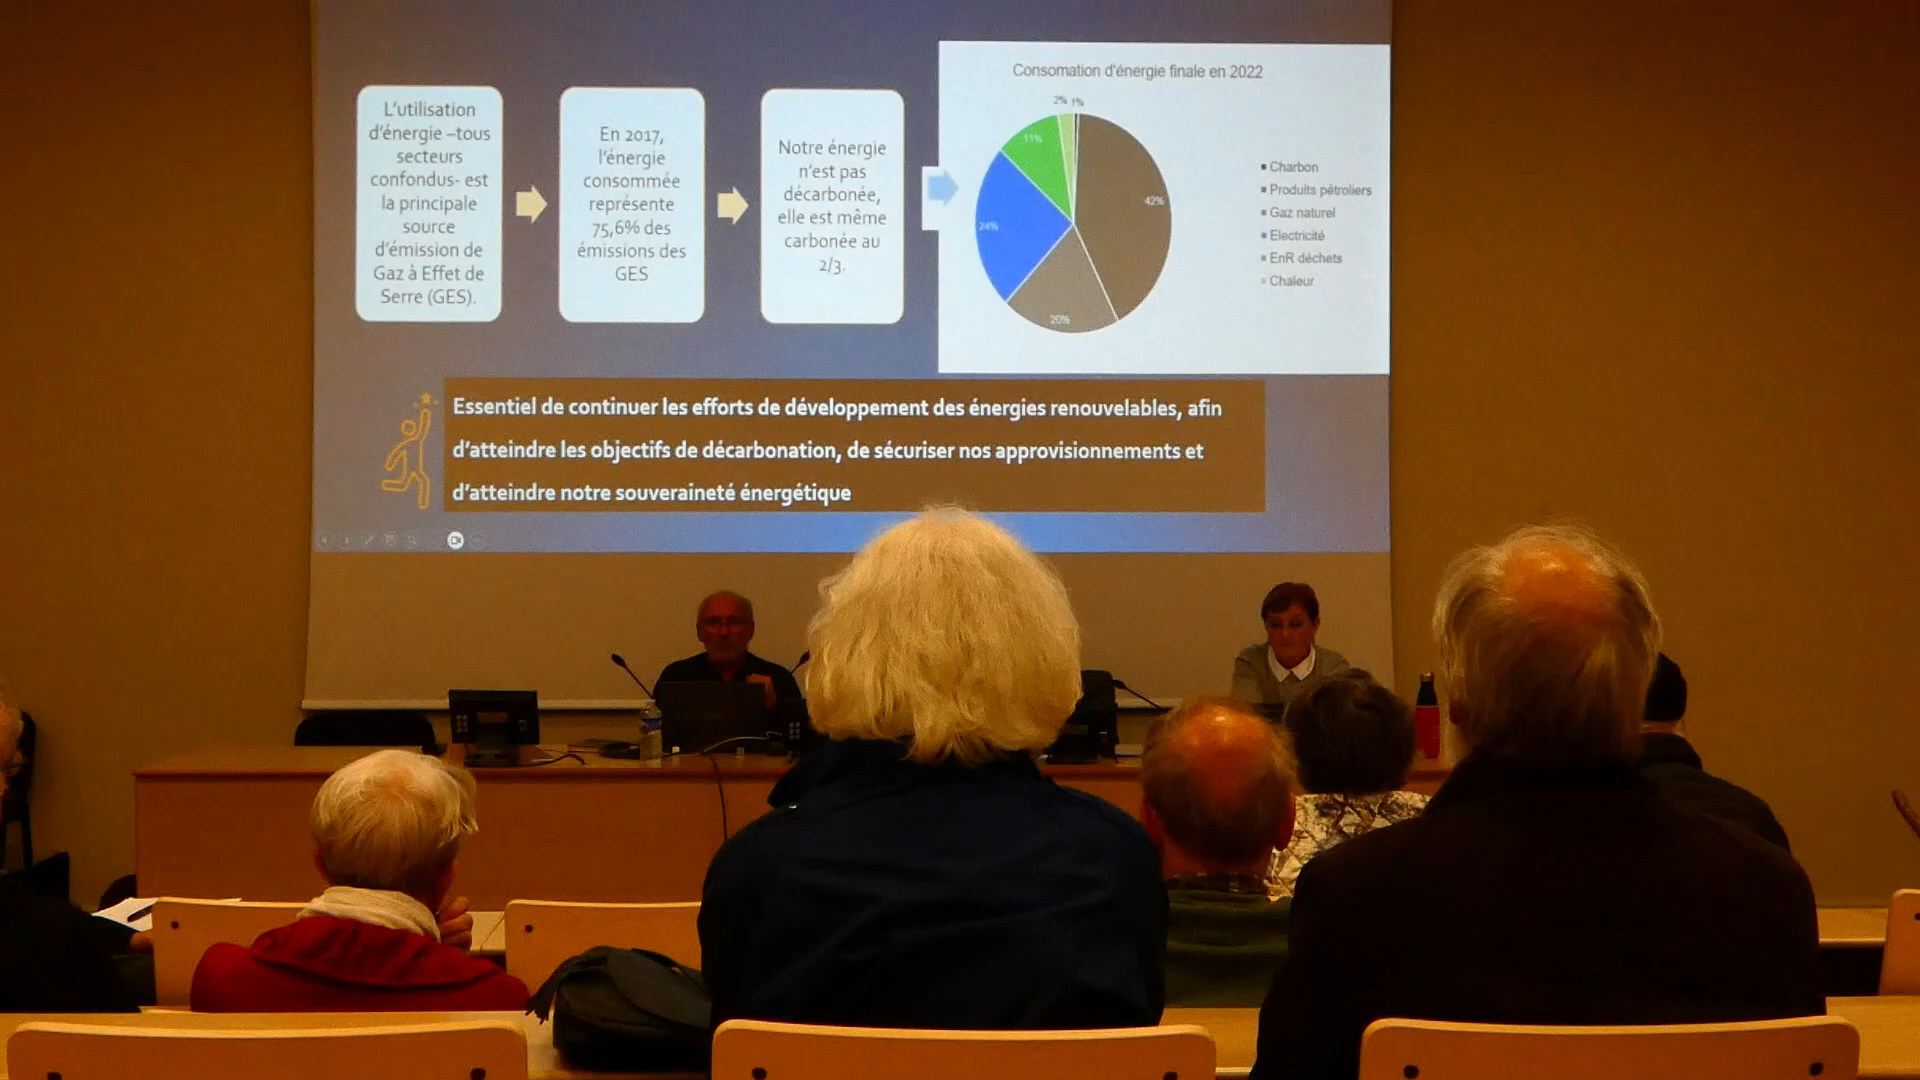 L'utilisation
d'énergie –tous
secteurs
confondus- est
la principale
source
d'émission de
Gaz à Effet de
Serre (GES).
En 2017,
l'énergie
consommée
représente
75,6% des
émissions des
GES
Notre énergie
n'est pas
décarbonée,
elle est même
carbonée au
2/3.
Consomation d'énergie finale en 2022
2% 1%
11%
42%
24%
20%
Charbon
Produits pétroliers
Gaz naturel
Electricité
EnR déchets
Chaleur
Essentiel de continuer les efforts de développement des énergies renouvelables, afin
d'atteindre les objectifs de décarbonation, de sécuriser nos approvisionnements et
d'atteindre notre souveraineté énergétique